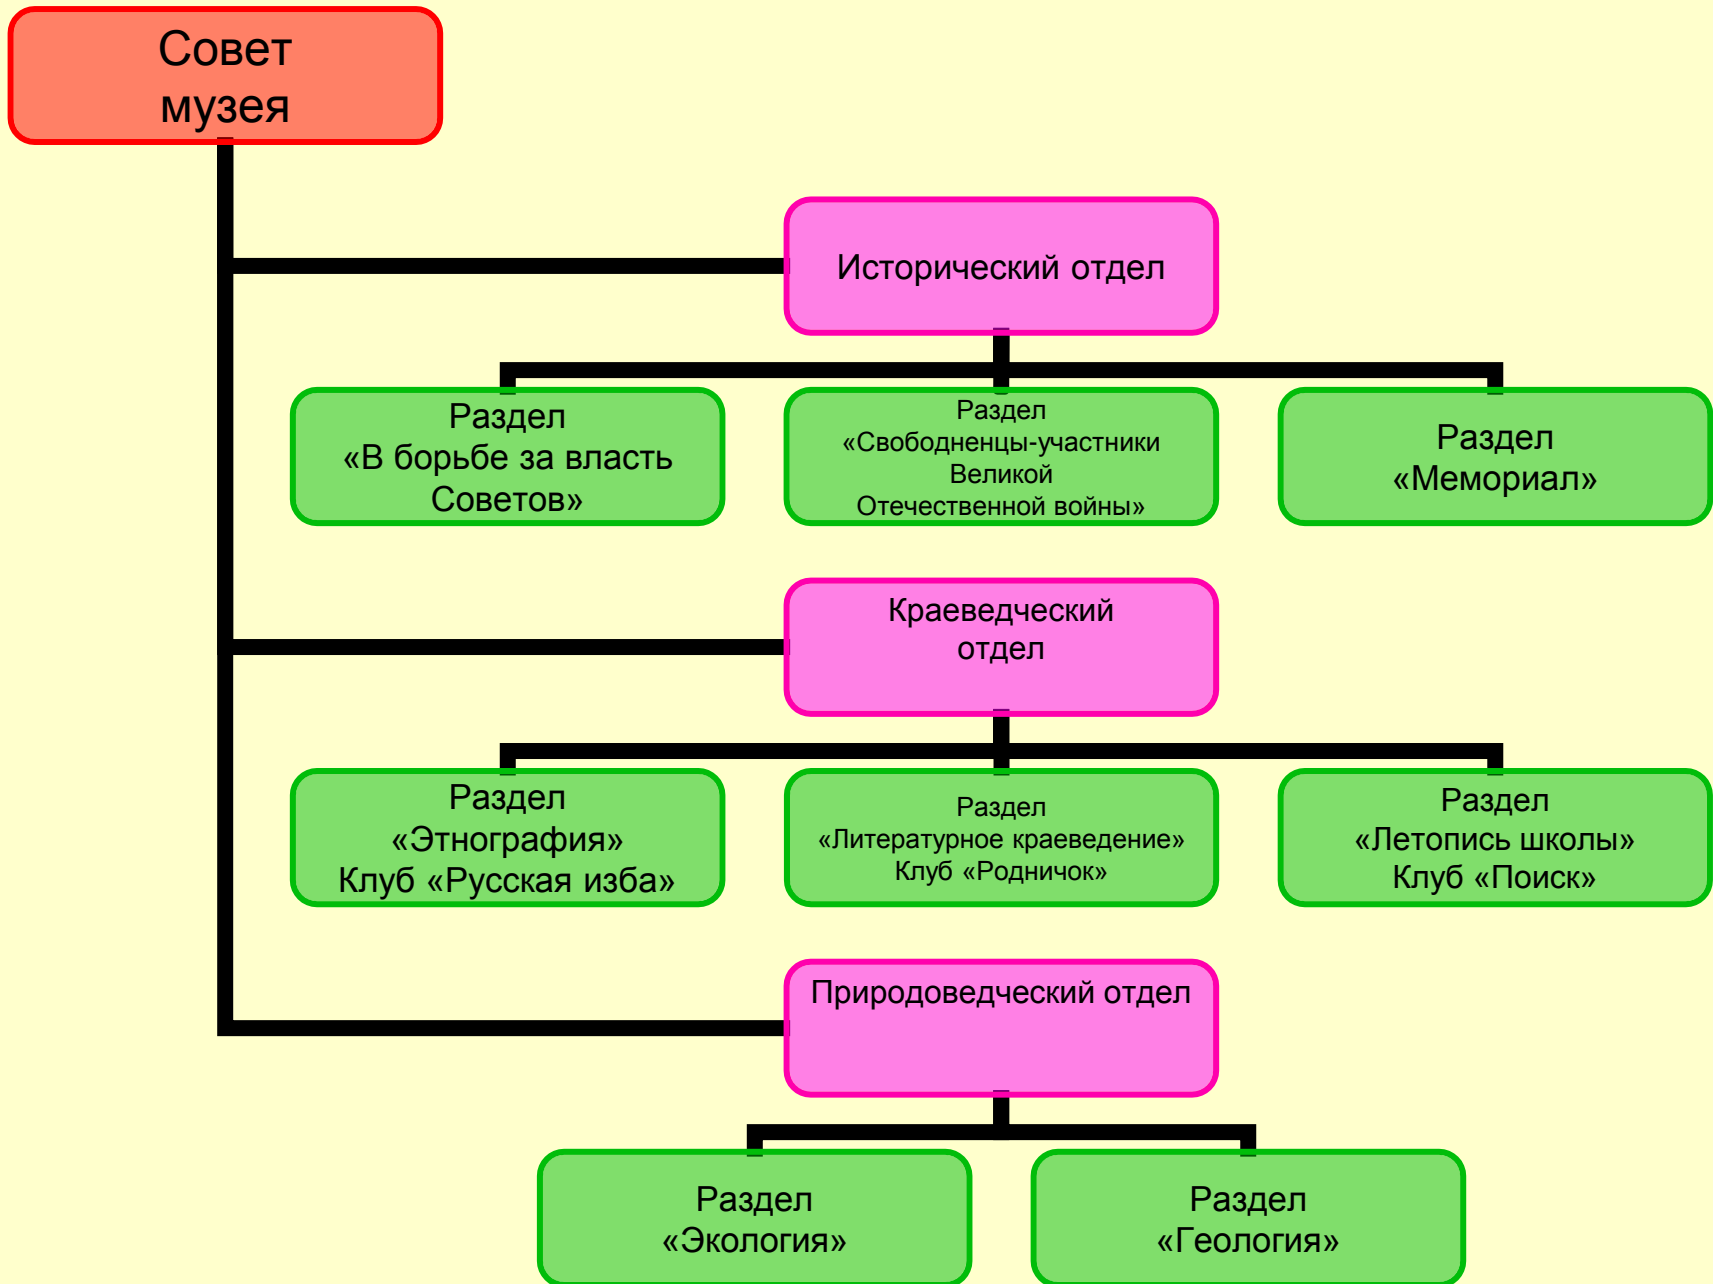 Совет
музея
Исторический отдел
Раздел
«В борьбе за власть
Советов»
Раздел
«Свободненцы-участники
Великой
Отечественной войны»
Раздел
«Мемориал»
Краеведческий
отдел
Раздел
«Этнография»
Клуб «Русская изба»
Раздел
«Литературное краеведение»
Клуб «Родничок»
Раздел
«Летопись школы»
Клуб «Поиск»
Природоведческий отдел
Раздел
«Экология»
Раздел
«Геология»